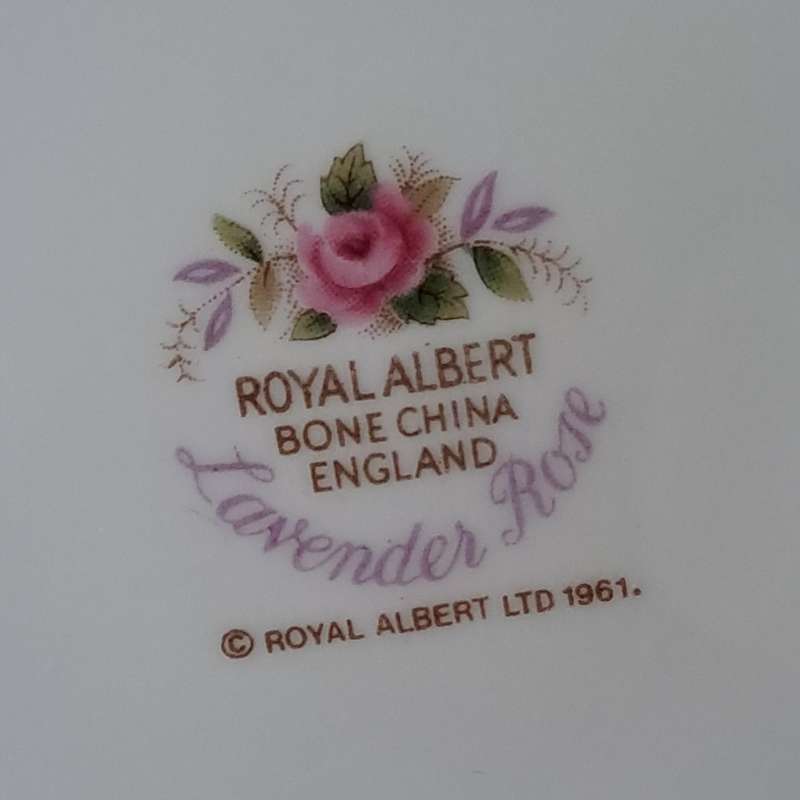 ROYAL ALBERT
BONE CHINA
ENGLAND
Lavender Rose
© ROYAL ALBERT LTD 1961.